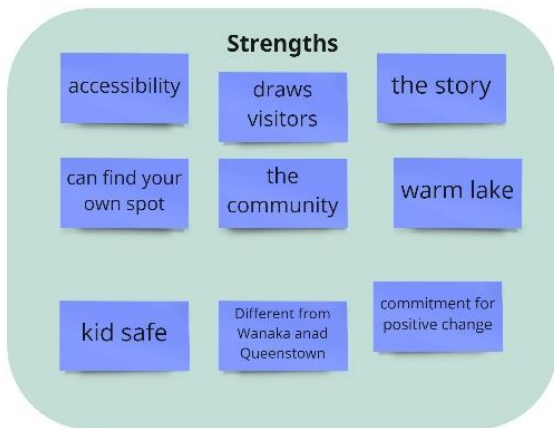 Strengths
accessibility
draws
visitors
the story
can find your
own spot
the
community
warm lake
kid safe
Different from
Wanaka anad
Queenstown
commitment for
positive change